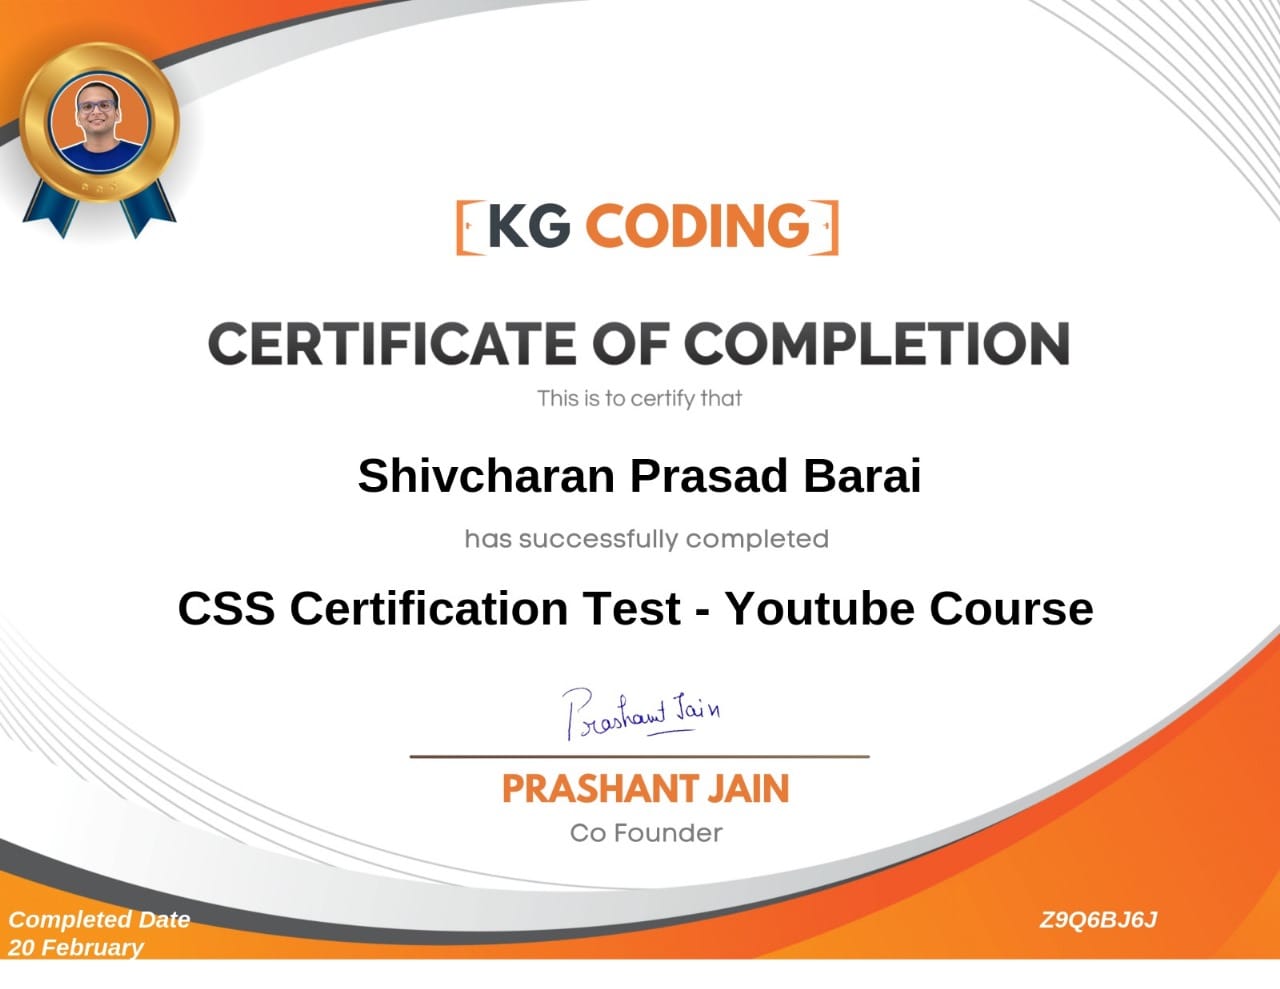 KG CODING
CERTIFICATE OF COMPLETION
This is to certify that
Shivcharan Prasad Barai
has successfully completed
CSS Certification Test - Youtube Course
Prashant Jain
PRASHANT JAIN
Co Founder
Completed Date
20 February
Z9Q6BJ6J